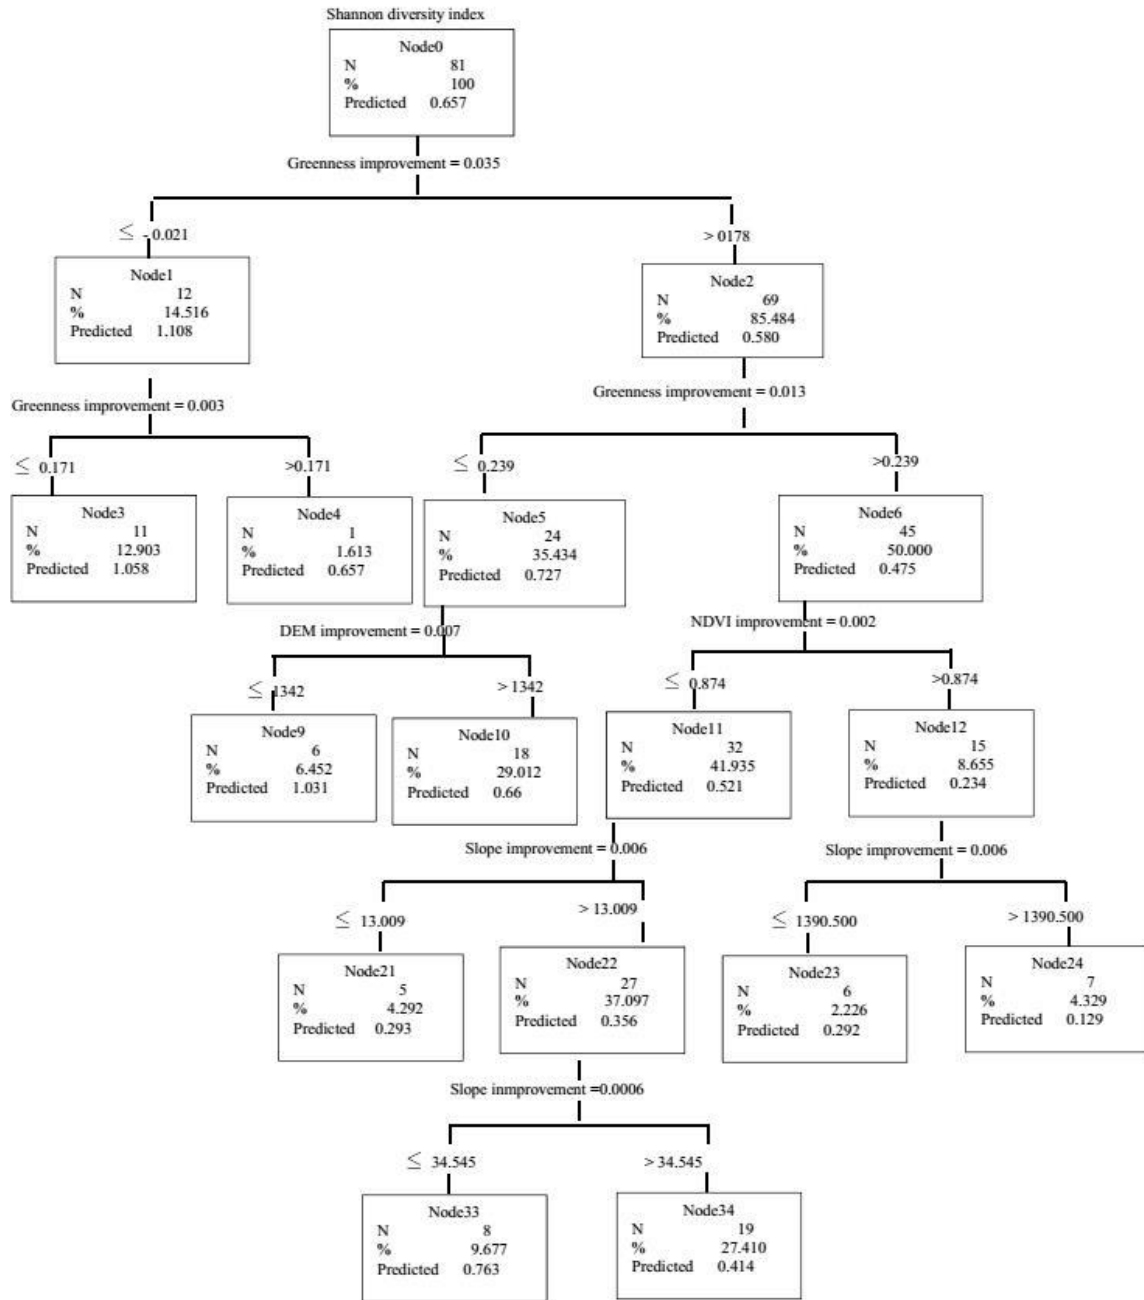 Shannon diversity index
Node0
N 81
% 100
Predicted 0.657
Greenness improvement = 0.035
≤ - 0.021
> 0178
Node1
N 12
% 14.516
Predicted 1.108
Node2
N 69
% 85.484
Predicted 0.580
Greenness improvement = 0.003
Greenness improvement = 0.013
≤ 0.171
>0.171
≤ 0.239
>0.239
Node3
N 11
% 12.903
Predicted 1.058
Node4
N 1
% 1.613
Predicted 0.657
Node5
N 24
% 35.434
Predicted 0.727
Node6
N 45
% 50.000
Predicted 0.475
DEM improvement = 0.007
NDVI improvement = 0.002
≤ 1342
> 1342
≤ 0.874
>0.874
Node9
N 6
% 6.452
Predicted 1.031
Node10
N 18
% 29.012
Predicted 0.66
Node11
N 32
% 41.935
Predicted 0.521
Node12
N 15
% 8.655
Predicted 0.234
Slope improvement = 0.006
Slope improvement = 0.006
≤ 13.009
> 13.009
≤ 1390.500
> 1390.500
Node21
N 5
% 4.292
Predicted 0.293
Node22
N 27
% 37.097
Predicted 0.356
Node23
N 6
% 2.226
Predicted 0.292
Node24
N 7
% 4.329
Predicted 0.129
Slope inmprovement =0.0006
≤ 34.545
> 34.545
Node33
N 8
% 9.677
Predicted 0.763
Node34
N 19
% 27.410
Predicted 0.414